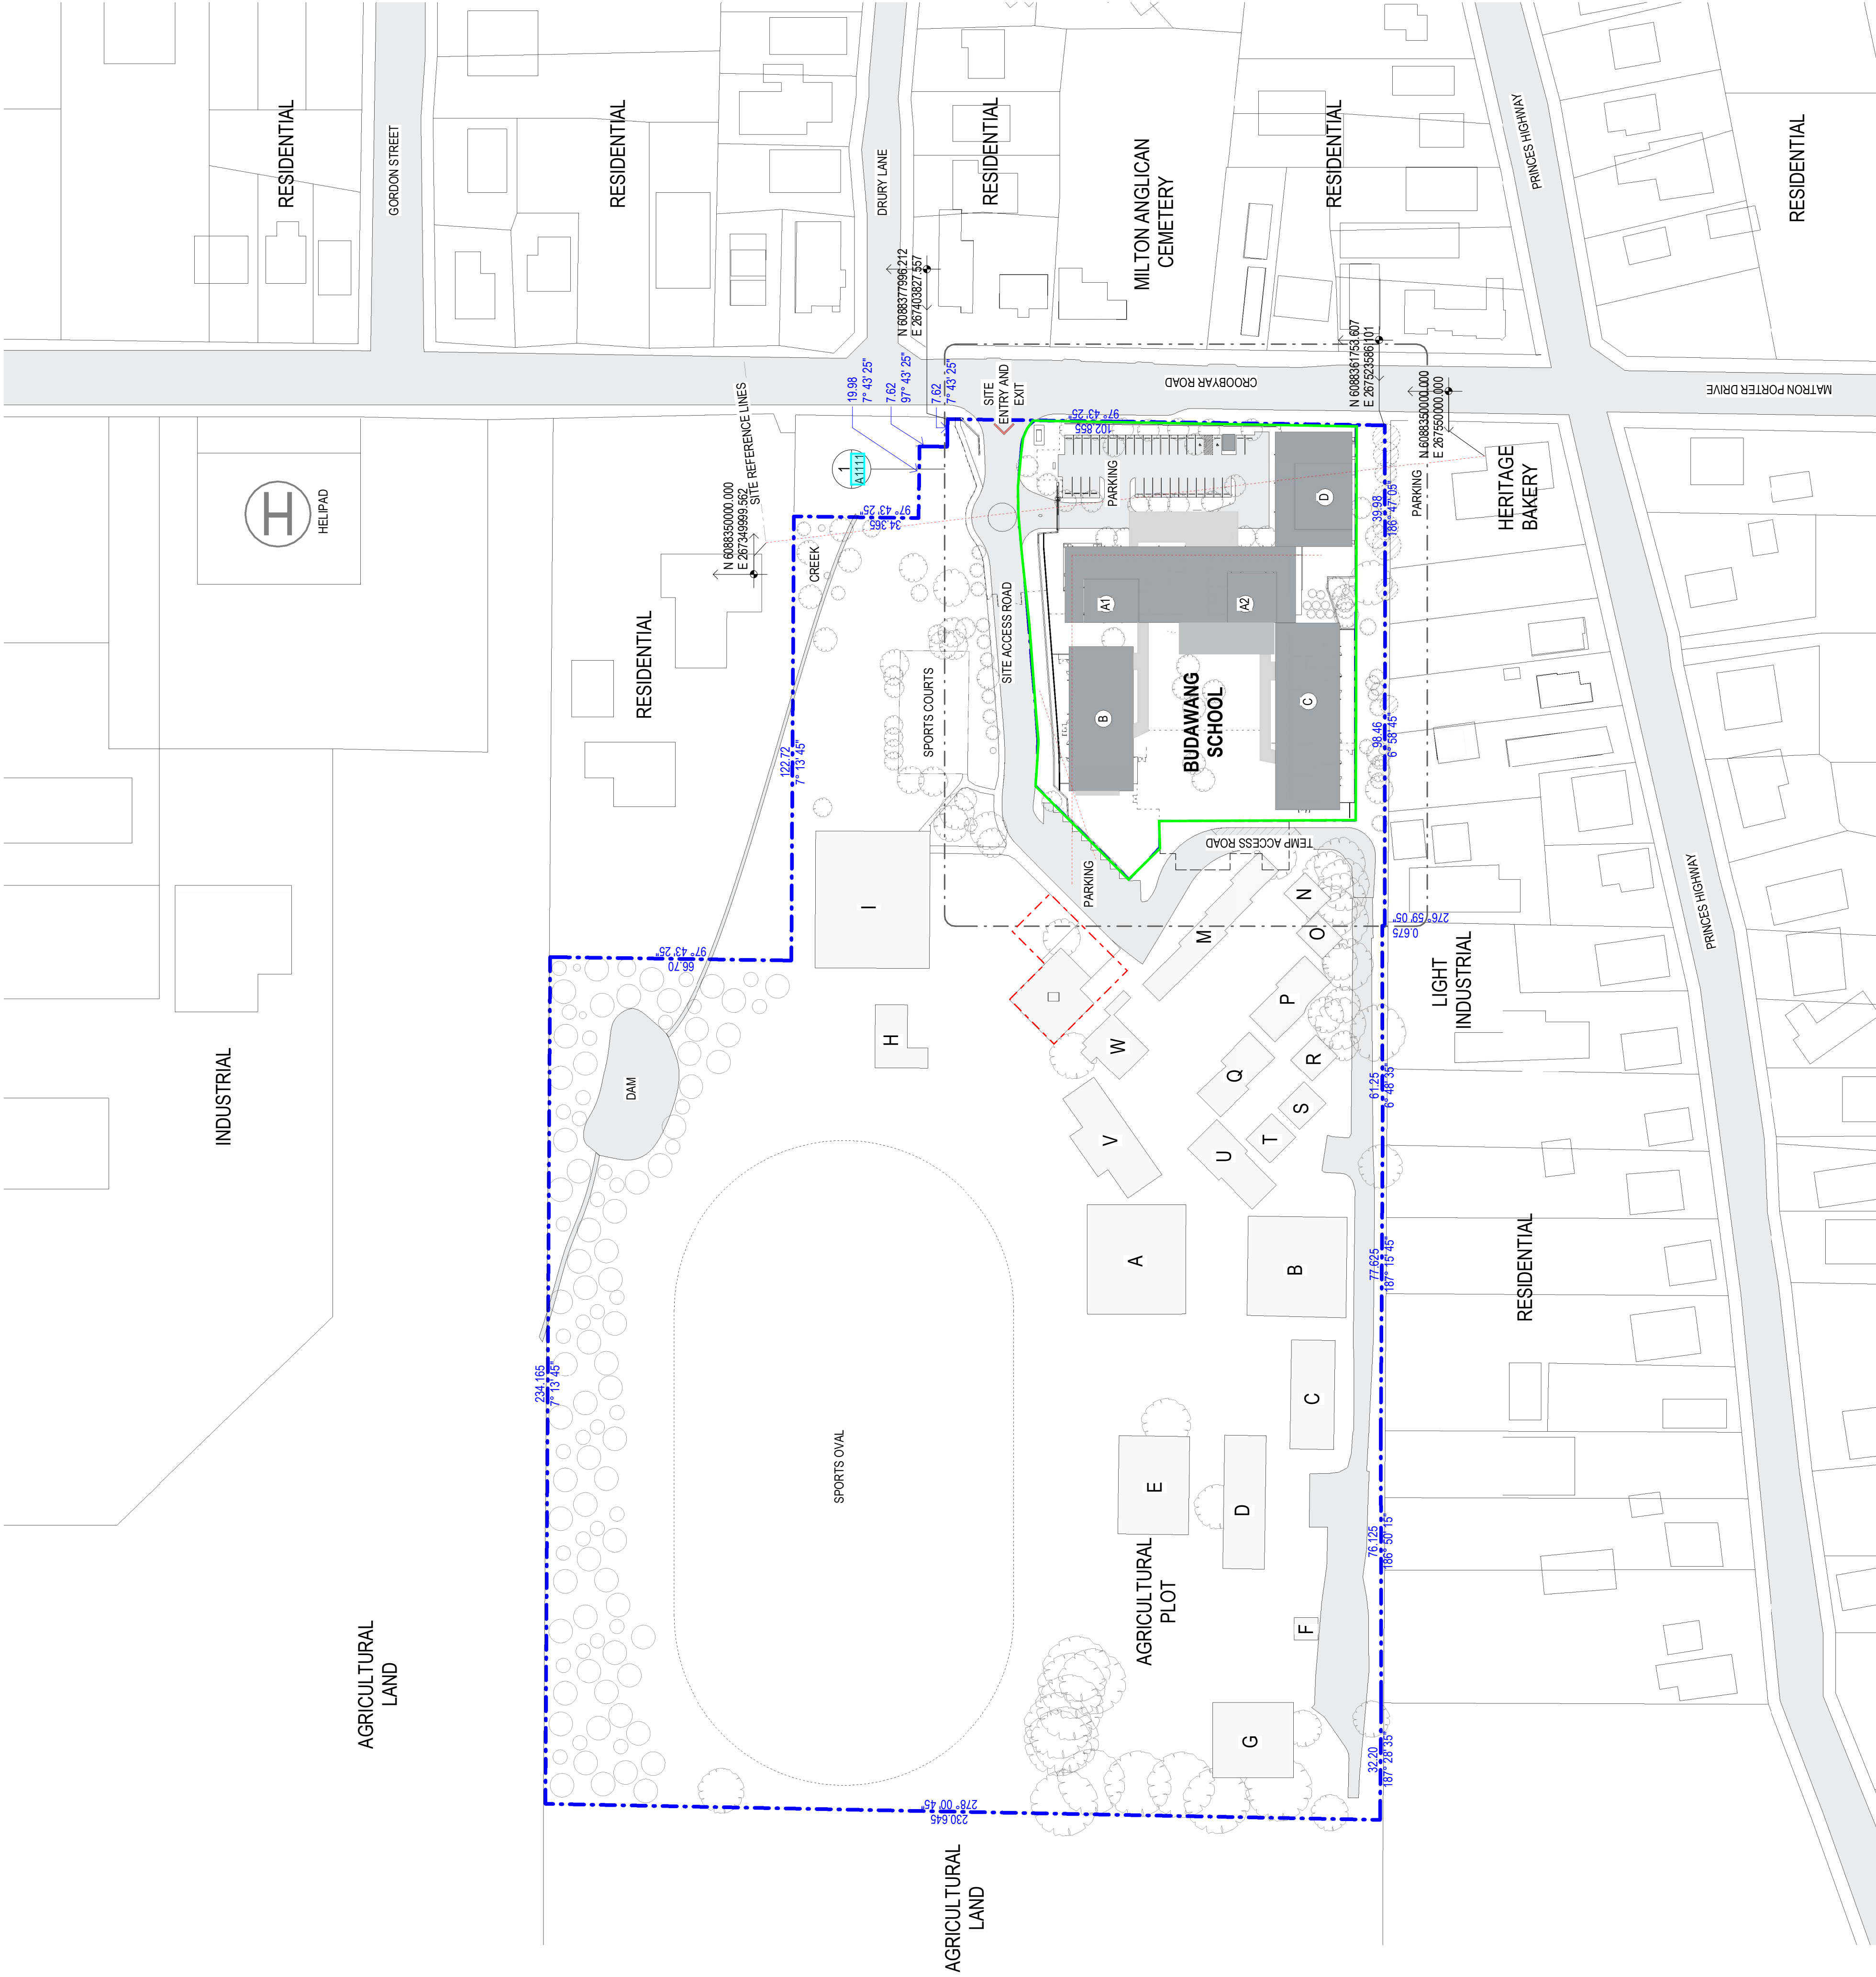 RESIDENTIAL
GORDON STREET
RESIDENTIAL
DRURY LANE
RESIDENTIAL
MILTON ANGLICAN
CEMETERY
RESIDENTIAL
PRINCES HIGHWAY
RESIDENTIAL
N 6088377996.212
E 267403827.557
N 6088361753.607
E 267523586.101
N 6088350000.000
E 267550000.000
MATRON PORTER DRIVE
CROOBYAR ROAD
SITE
ENTRY AND
EXIT
19.98
7° 43' 25"
7.62
97° 43' 25"
7.62
7° 43' 25"
SITE REFERENCE LINES
N 6088350000.000
E 267349999.562
H
HELIPAD
1
A1111
97° 43' 25"
34.365
97° 43' 25"
102.855
PARKING
D
39.98
186° 47' 05"
PARKING
HERITAGE
BAKERY
CREEK
RESIDENTIAL
SITE ACCESS ROAD
A1
A2
SPORTS COURTS
B
BUDAWANG
SCHOOL
C
98.46
6° 58' 45"
122.72
7° 13' 45"
TEMP ACCESS ROAD
PARKING
I
M
N
O
276° 59' 05"
0.675
LIGHT
INDUSTRIAL
PRINCES HIGHWAY
97° 43' 25"
66.70
P
H
W
Q
R
S
T
U
V
61.25
6° 48' 35"
INDUSTRIAL
DAM
A
B
77.625
187° 15' 45"
RESIDENTIAL
234.165
7° 13' 45"
C
SPORTS OVAL
E
D
76.125
186° 50' 15"
AGRICULTURAL
PLOT
F
AGRICULTURAL
LAND
G
32.20
187° 28' 35"
278° 00' 45"
230.645
AGRICULTURAL
LAND